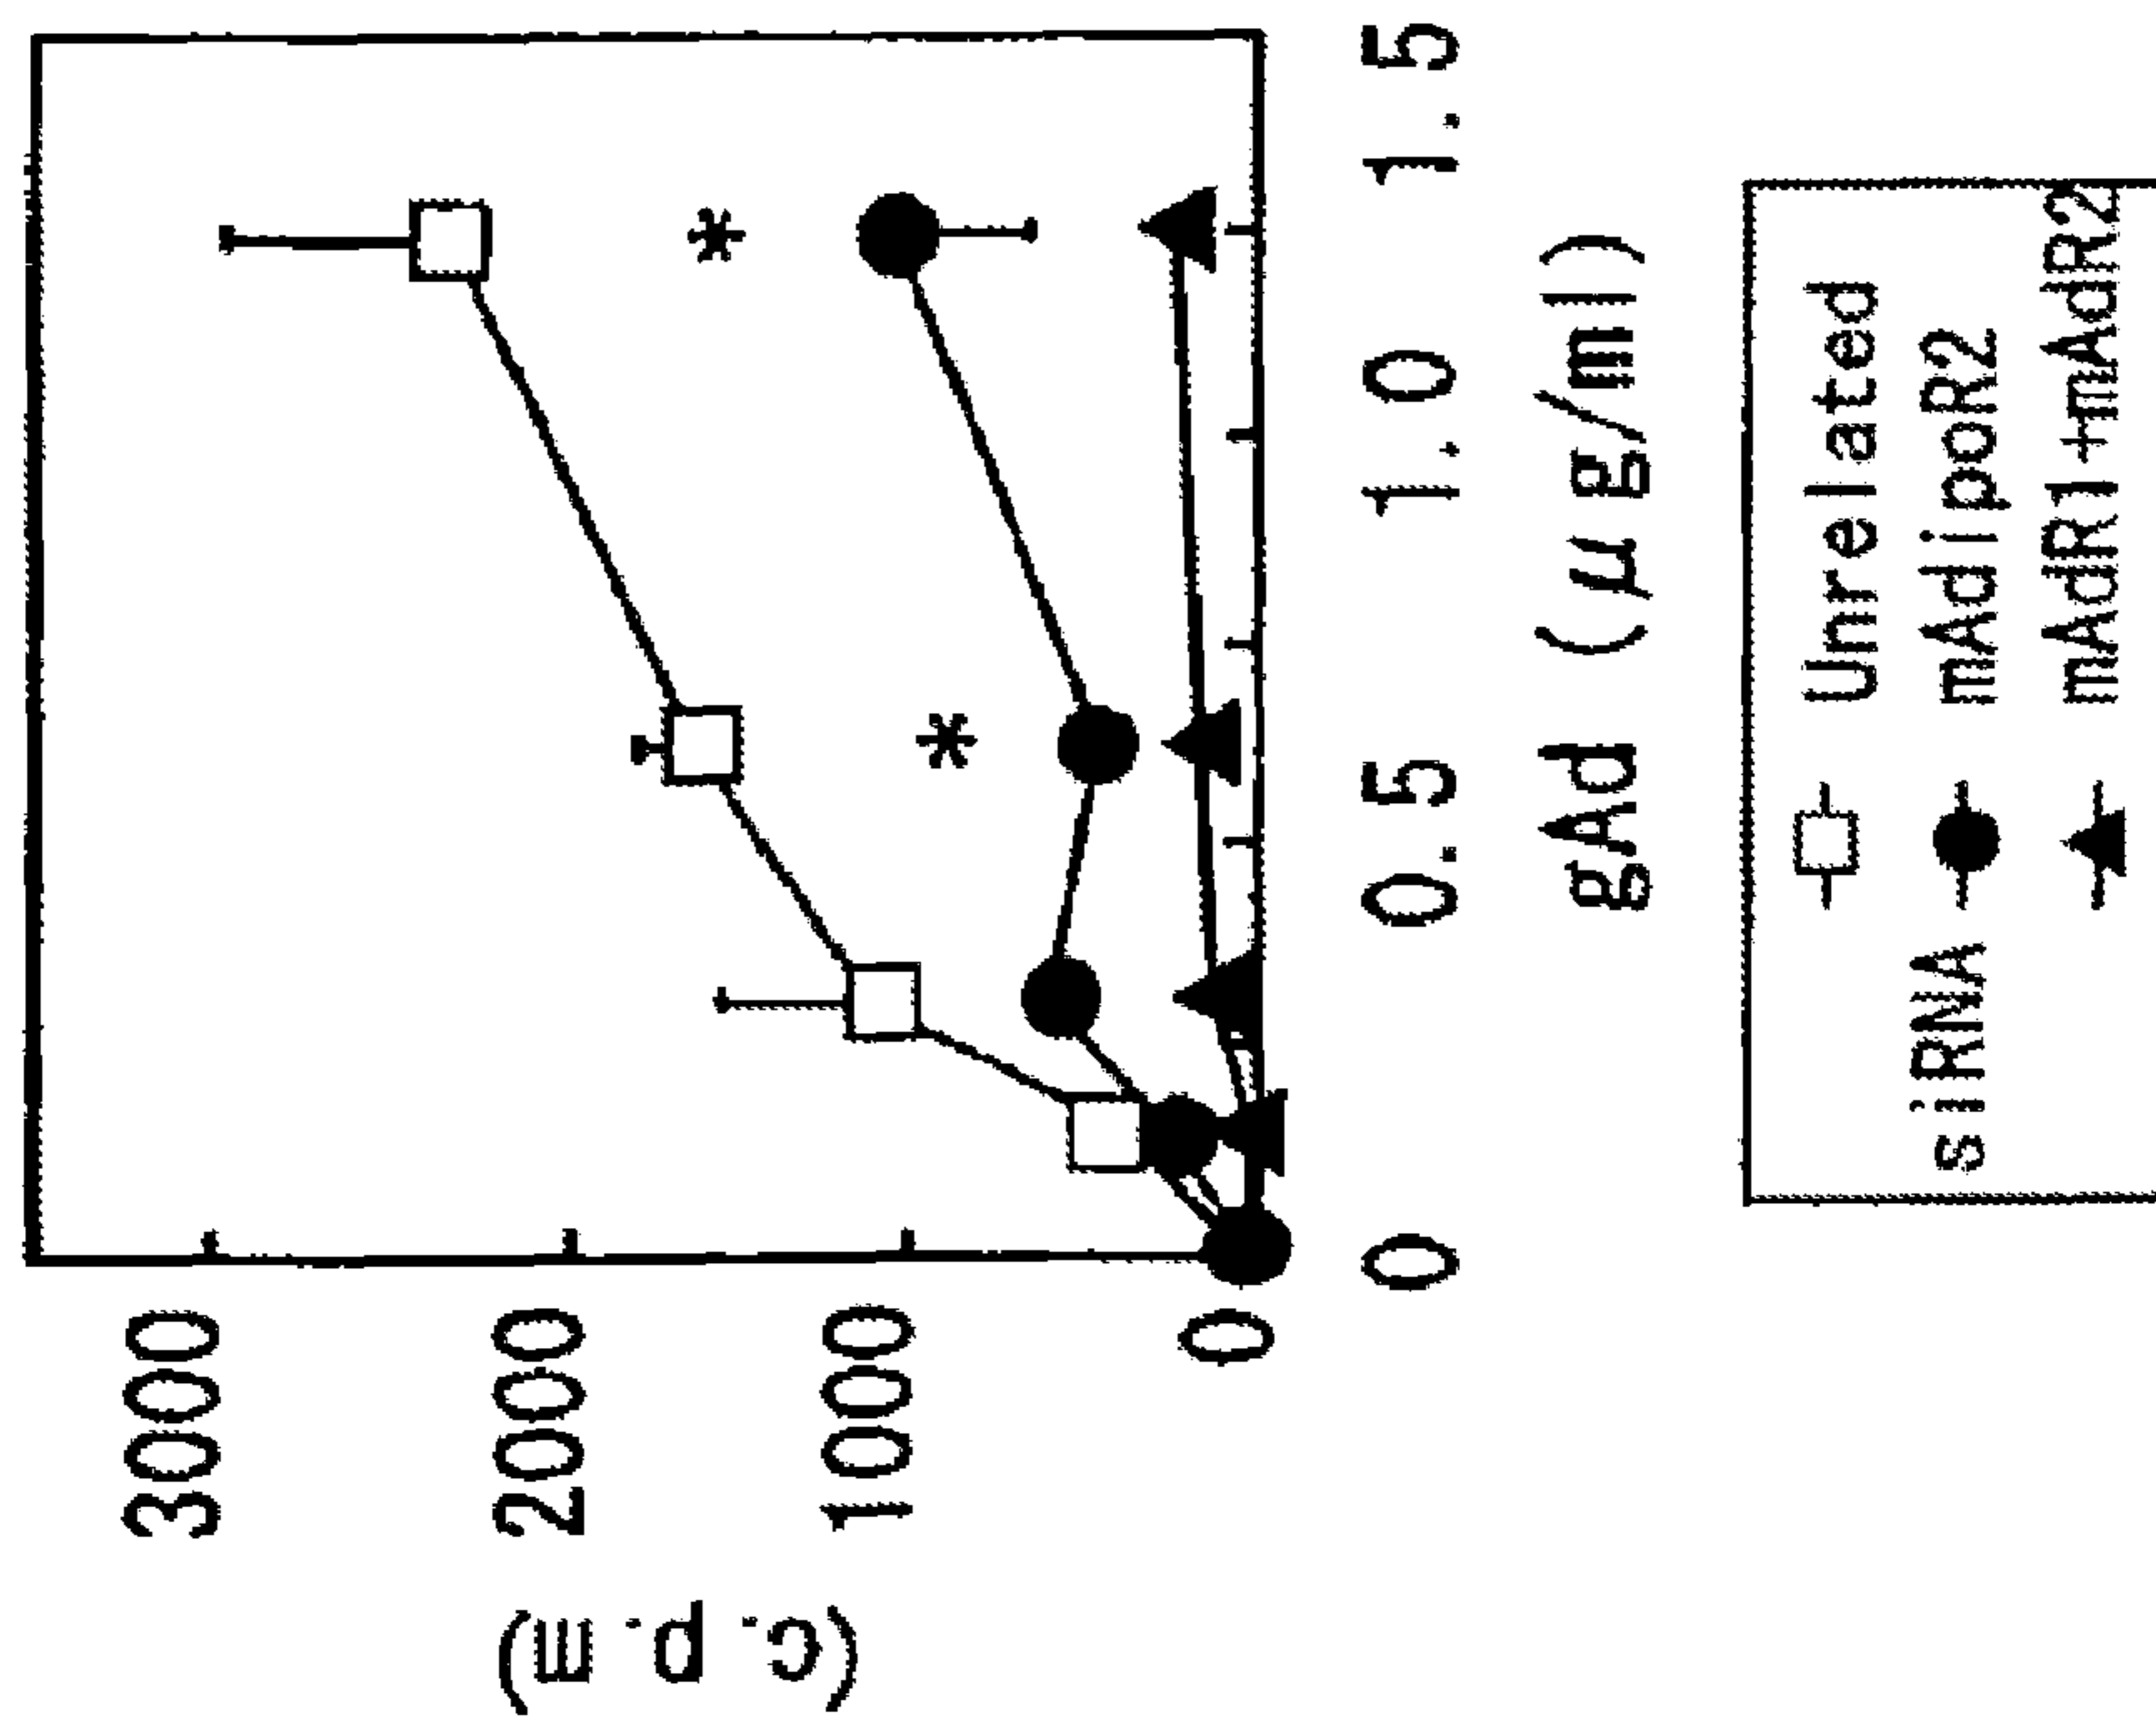 (c.p.m)
3000
2000
1000
0
0 0.5 1.0 1.5
*
*
gAd (μg/ml)
siRNA
Unrelated
mAdipoR2
mAdR1+mAdR2